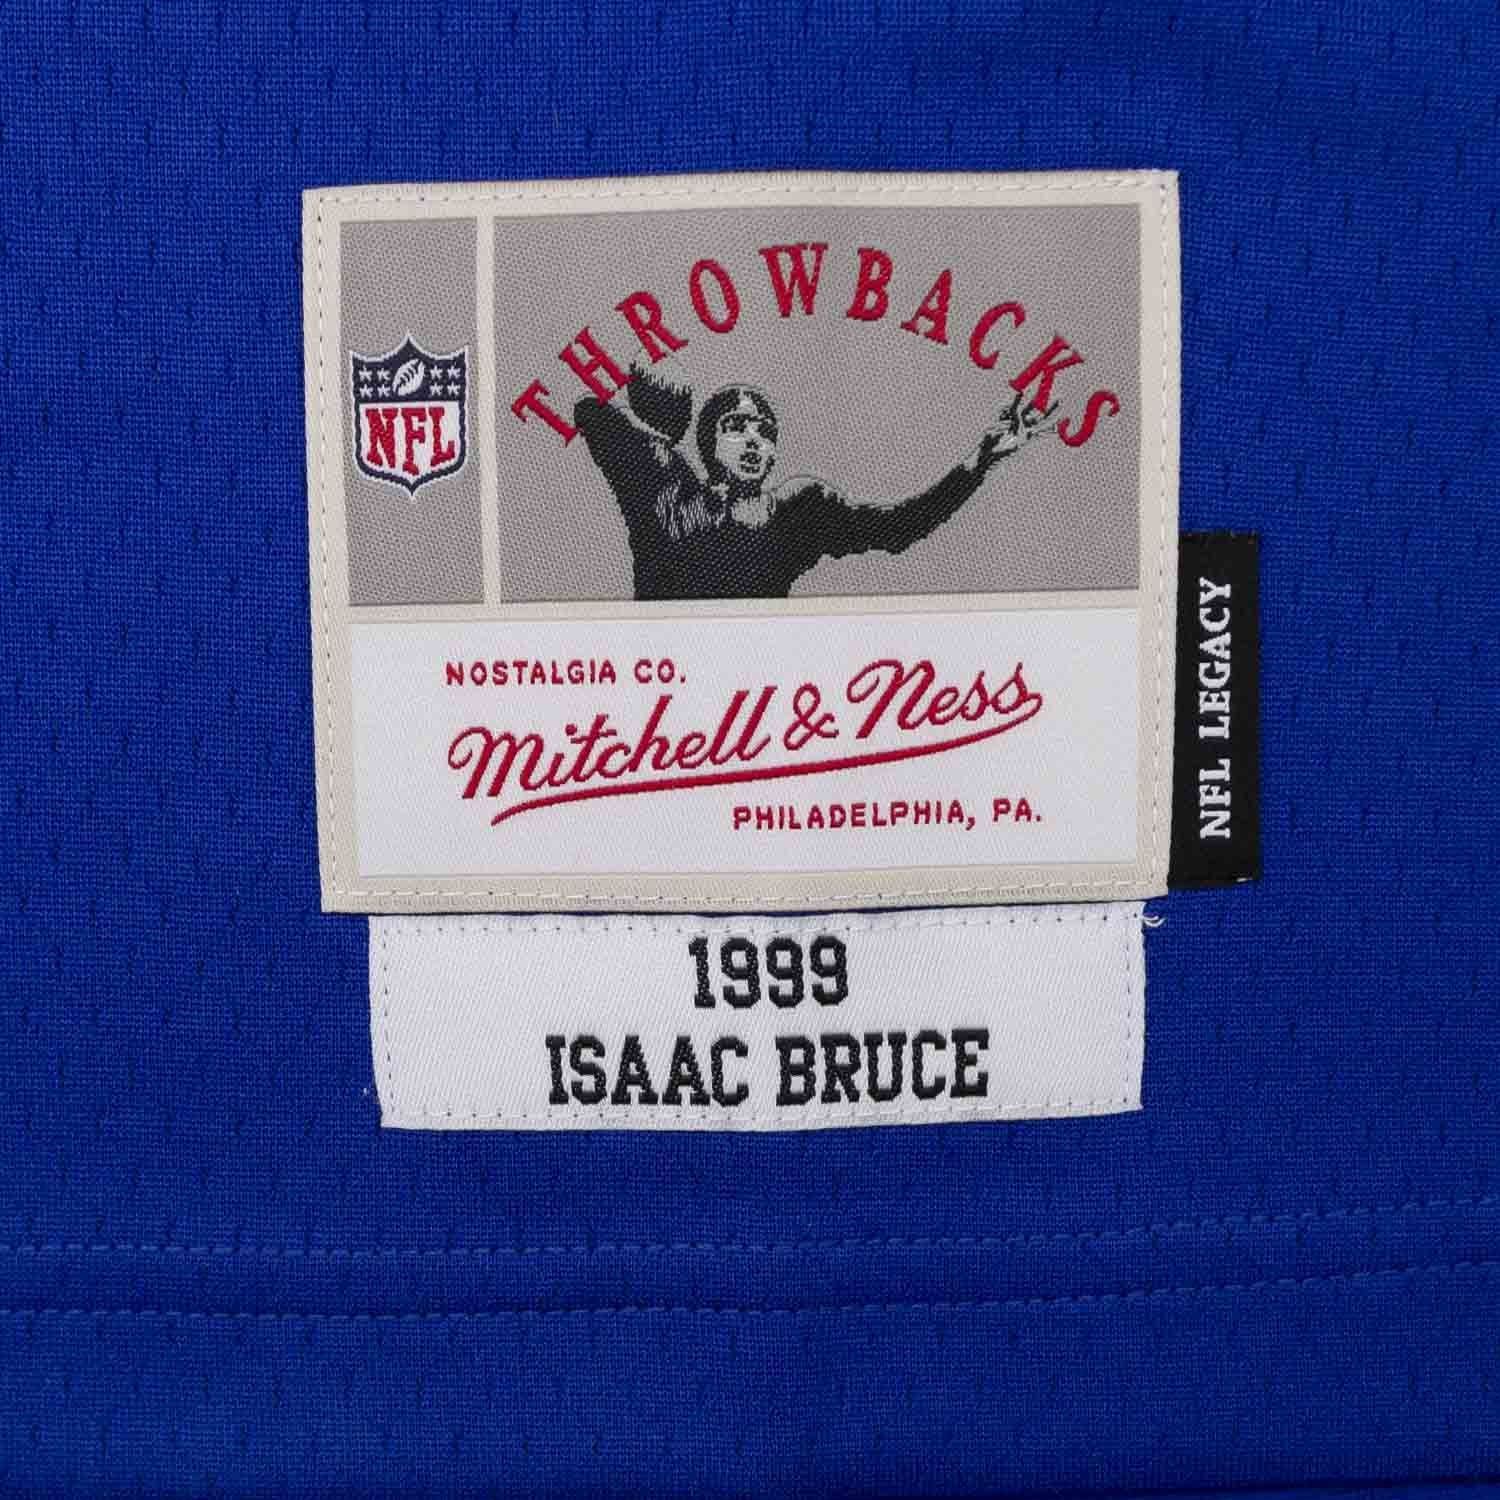 THROWBACKS
NFL
NOSTALGIA CO.
Mitchell & Ness
PHILADELPHIA, PA.
NFL LEGACY
1999
ISAAC BRUCE